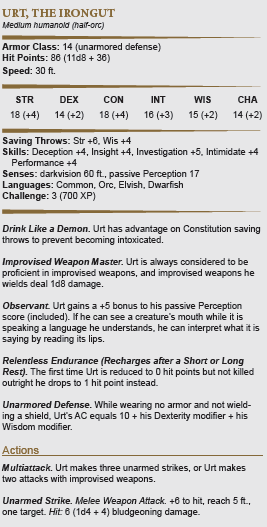 URT, THE IRONGUT
Medium humanoid (half-orc)
Armor Class: 14 (unarmored defense)
Hit Points: 86 (11d8 + 36)
Speed: 30 ft.
STR DEX CON INT WIS CHA
18 (+4) 14 (+2) 18 (+4) 16 (+3) 15 (+2) 14 (+2)
Saving Throws: Str +6, Wis +4
Skills: Deception +4, Insight +4, Investigation +5, Intimidate +4
Performance +4
Senses: darkvision 60 ft., passive Perception 17
Languages: Common, Orc, Elvish, Dwarfish
Challenge: 3 (700 XP)
Drink Like a Demon. Urt has advantage on Constitution saving
throws to prevent becoming intoxicated.
Improvised Weapon Master. Urt is always considered to be
proficient in improvised weapons, and improvised weapons he
wields deal 1d8 damage.
Observant. Urt gains a +5 bonus to his passive Perception
score (included). If he can see a creature's mouth while it is
speaking a language he understands, he can interpret what it is
saying by reading its lips.
Relentless Endurance (Recharges after a Short or Long
Rest). The first time Urt is reduced to 0 hit points but not killed
outright he drops to 1 hit point instead.
Unarmored Defense. While wearing no armor and not wield-
ing a shield, Urt's AC equals 10 + his Dexterity modifier + his
Wisdom modifier.
Actions
Multiattack. Urt makes three unarmed strikes, or Urt makes
two attacks with improvised weapons.
Unarmed Strike. Melee Weapon Attack. +6 to hit, reach 5 ft.,
one target. Hit: 6 (1d4 + 4) bludgeoning damage.